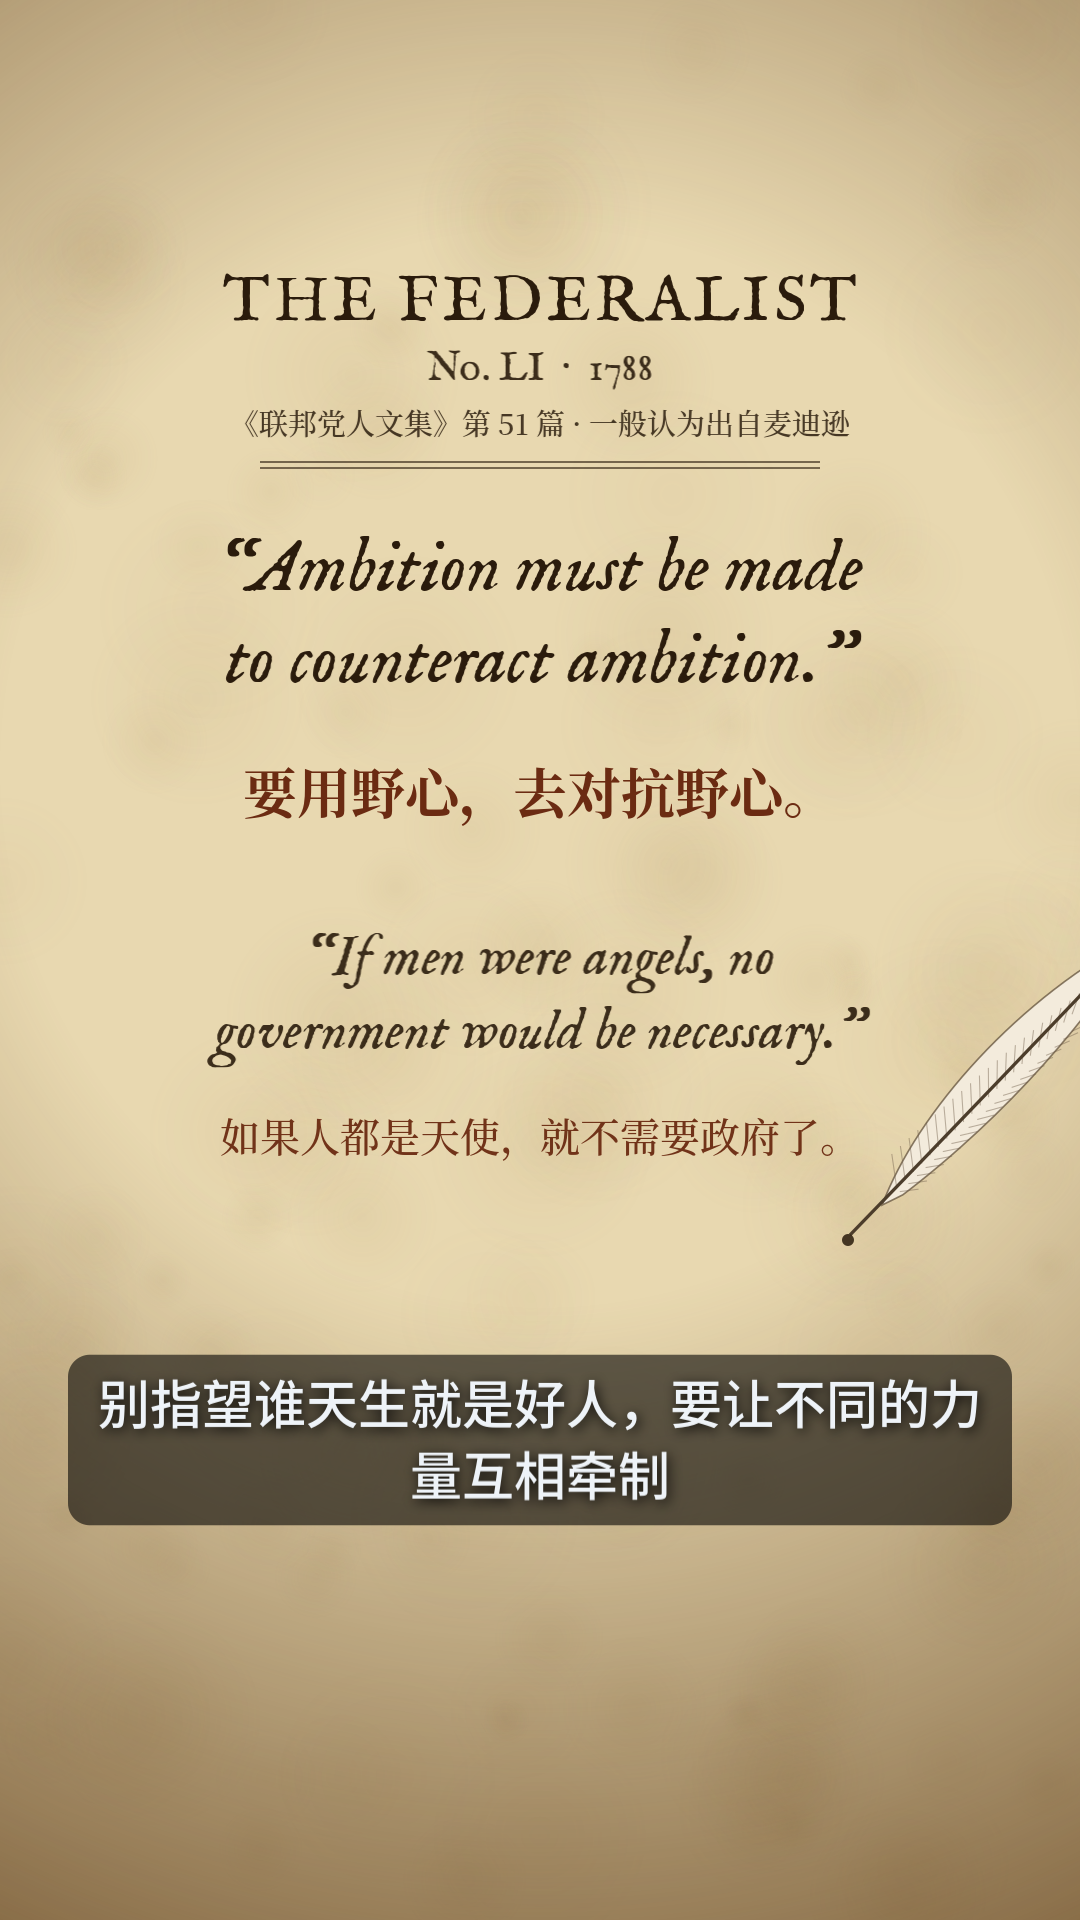 THE FEDERALIST
No. LI · 1788
《联邦党人文集》第 51 篇 · 一般认为出自麦迪逊
“Ambition must be made
to counteract ambition.”
要用野心，去对抗野心。
“If men were angels, no
government would be necessary.”
如果人都是天使，就不需要政府了。
别指望谁天生就是好人，要让不同的力
量互相牵制